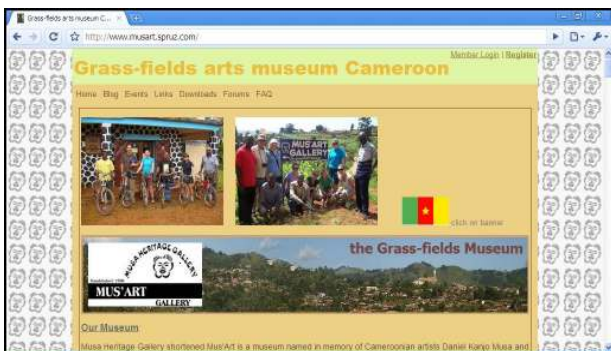 Grass-fields arts museum C...
http://www.musart.spruz.com/
Member Login | Register
Grass-fields arts museum Cameroon
Home Blog Events Links Downloads Forums FAQ
MUS'ART
GALLERY
click on banner
MUSA HERITAGE GALLERY
MUS'ART
GALLERY
the Grass-fields Museum
Our Museum
Musa Heritage Gallery shortened Mus'Art is a museum named in memory of Cameroonian artists Daniel Kanjo Musa and